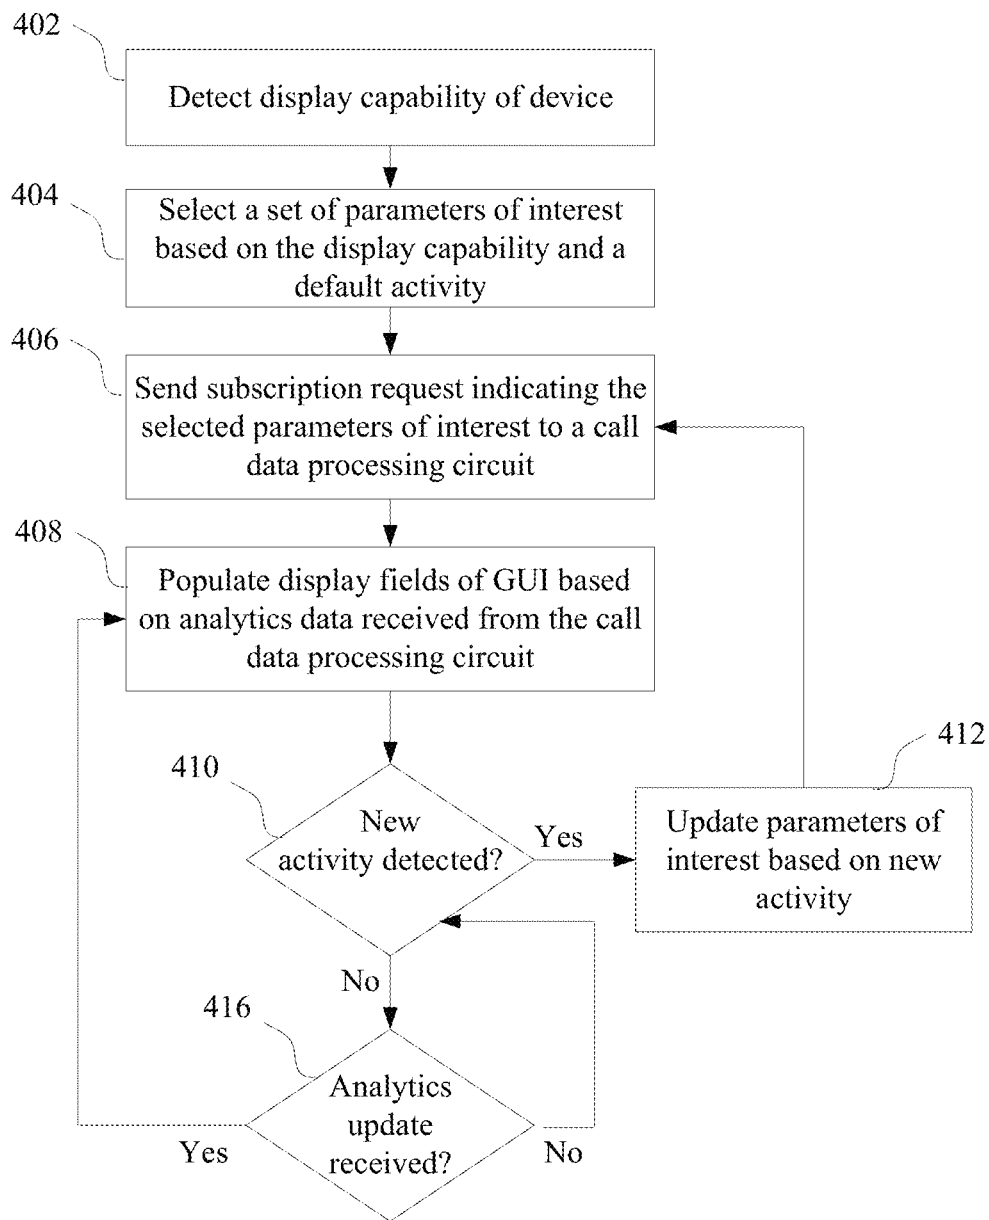 402
Detect display capability of device
404
Select a set of parameters of interest
based on the display capability and a
default activity
406
Send subscription request indicating the
selected parameters of interest to a call
data processing circuit
408
Populate display fields of GUI based
on analytics data received from the call
data processing circuit
410
New
activity detected?
Yes
412
Update parameters of
interest based on new
activity
No
416
Analytics
update
received?
Yes
No